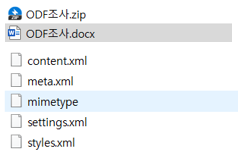 ODF조사.zip
ODF조사.docx
content.xml
meta.xml
mimetype
settings.xml
styles.xml